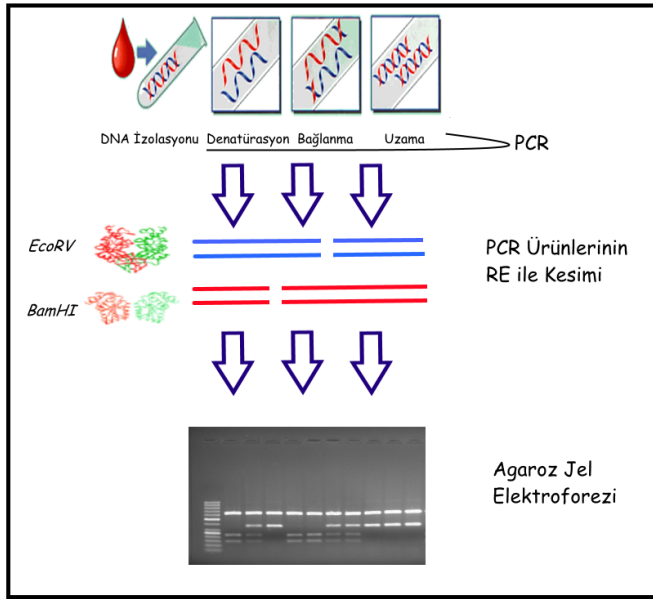 DNA İzolasyonu Denatürasyon Bağlanma Uzama PCR
EcoRV
PCR Ürünlerinin
RE ile Kesimi
BamHI
Agaroz Jel
Elektroforezi